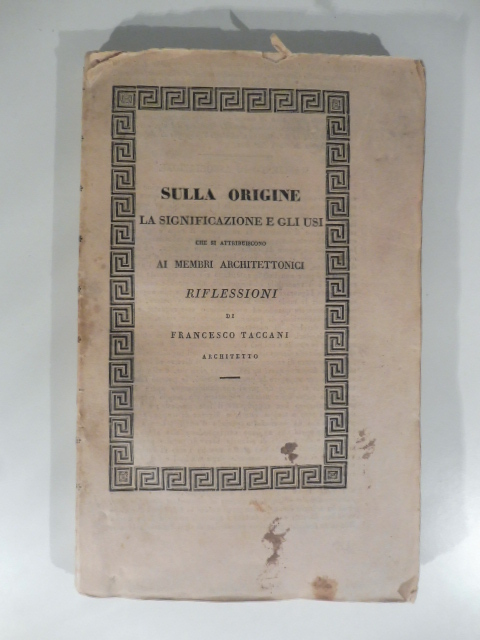 SULLA ORIGINE
LA SIGNIFICAZIONE E GLI USI
CHE SI ATTRIBUISCONO
AI MEMBRI ARCHITETTONICI
RIFLESSIONI
DI
FRANCESCO TACCANI
ARCHITETTO